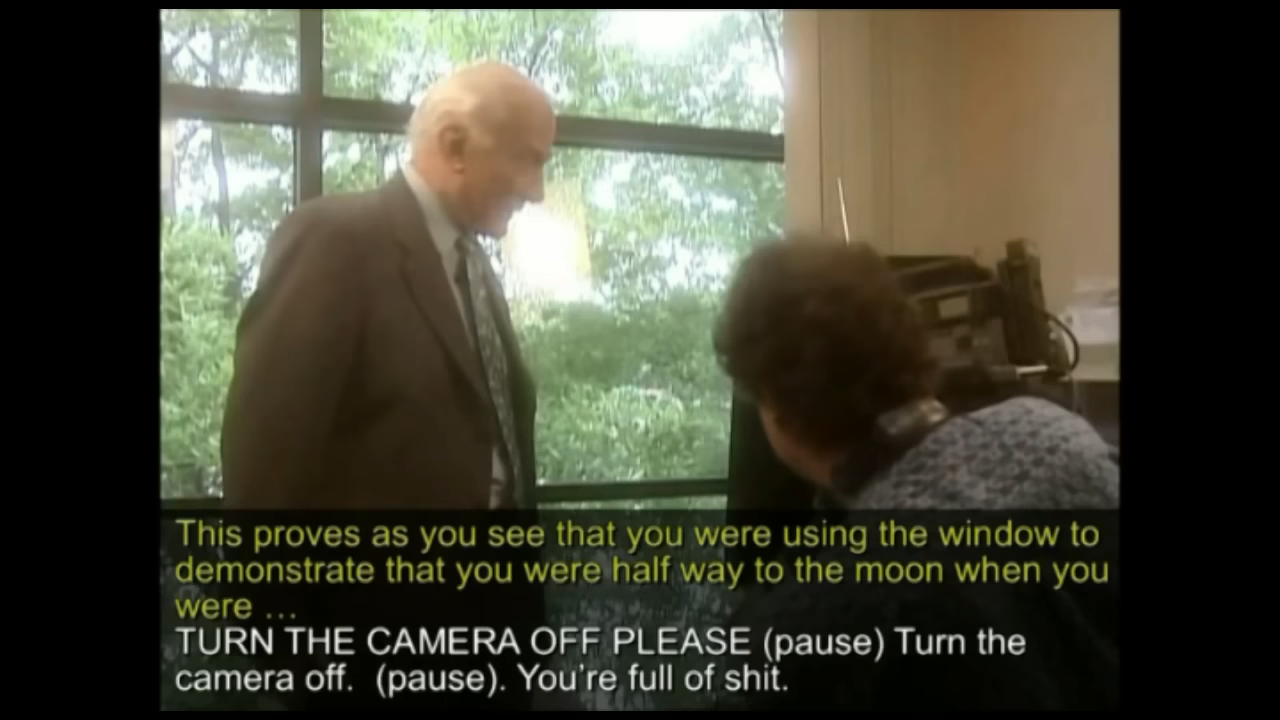 This proves as you see that you were using the window to
demonstrate that you were half way to the moon when you
were ...
TURN THE CAMERA OFF PLEASE (pause) Turn the
camera off.  (pause). You're full of shit.